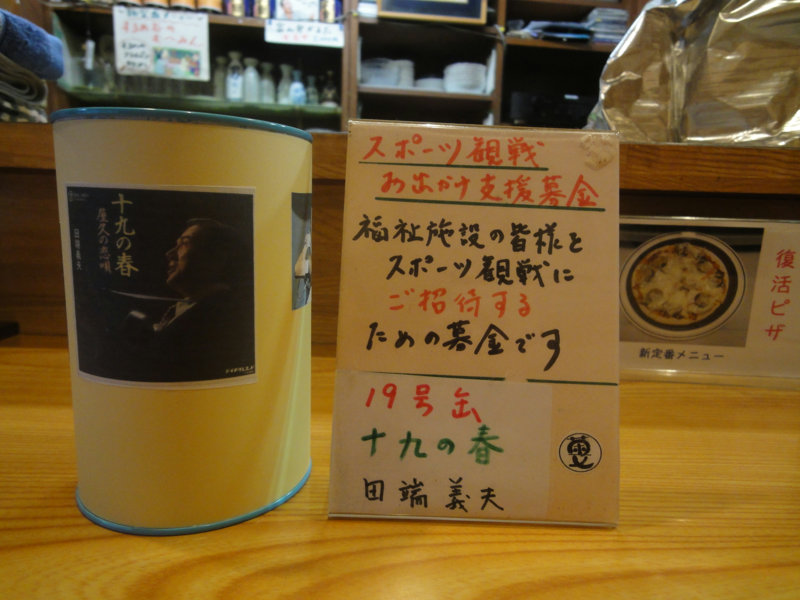 十九の春
屋久の恋唄
田端義夫
スポーツ観戦
お出かけ支援募金
福祉施設の皆様と
スポーツ観戦に
ご招待する
ための募金です
19号缶
十九の春
田端義夫
復活ピザ
新定番メニュー